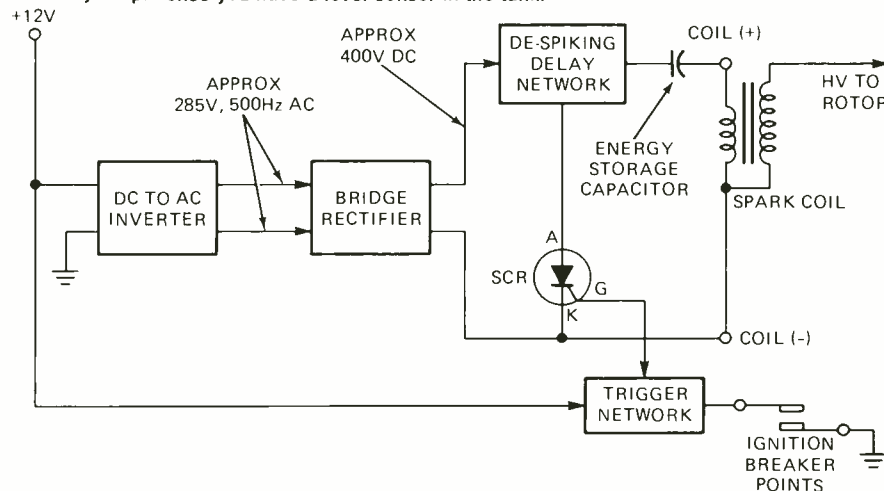 +12V
APPROX
400V DC
DE-SPIKING
DELAY
NETWORK
COIL (+)
HV TO
ROTOR
APPROX
285V, 500Hz AC
ENERGY
STORAGE
CAPACITOR
DC TO AC
INVERTER
BRIDGE
RECTIFIER
SPARK COIL
A
SCR
G
K
COIL (-)
TRIGGER
NETWORK
IGNITION
BREAKER
POINTS